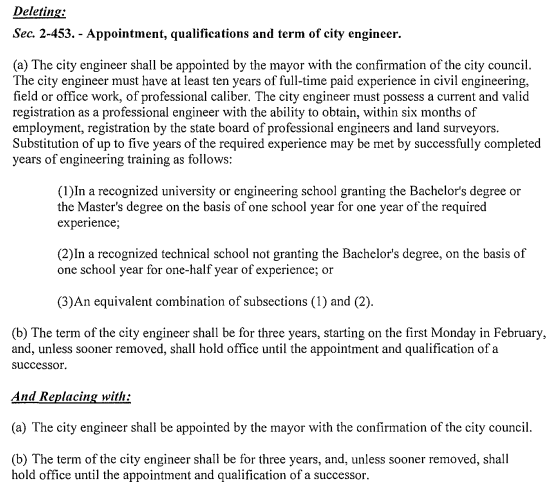 Deleting:
Sec. 2-453. - Appointment, qualifications and term of city engineer.
(a) The city engineer shall be appointed by the mayor with the confirmation of the city council.
The city engineer must have at least ten years of full-time paid experience in civil engineering,
field or office work, of professional caliber. The city engineer must possess a current and valid
registration as a professional engineer with the ability to obtain, within six months of
employment, registration by the state board of professional engineers and land surveyors.
Substitution of up to five years of the required experience may be met by successfully completed
years of engineering training as follows:
(1)In a recognized university or engineering school granting the Bachelor's degree or
the Master's degree on the basis of one school year for one year of the required
experience;
(2)In a recognized technical school not granting the Bachelor's degree, on the basis of
one school year for one-half year of experience; or
(3)An equivalent combination of subsections (1) and (2).
(b) The term of the city engineer shall be for three years, starting on the first Monday in February,
and, unless sooner removed, shall hold office until the appointment and qualification of a
successor.
And Replacing with:
(a) The city engineer shall be appointed by the mayor with the confirmation of the city council.
(b) The term of the city engineer shall be for three years, and, unless sooner removed, shall
hold office until the appointment and qualification of a successor.